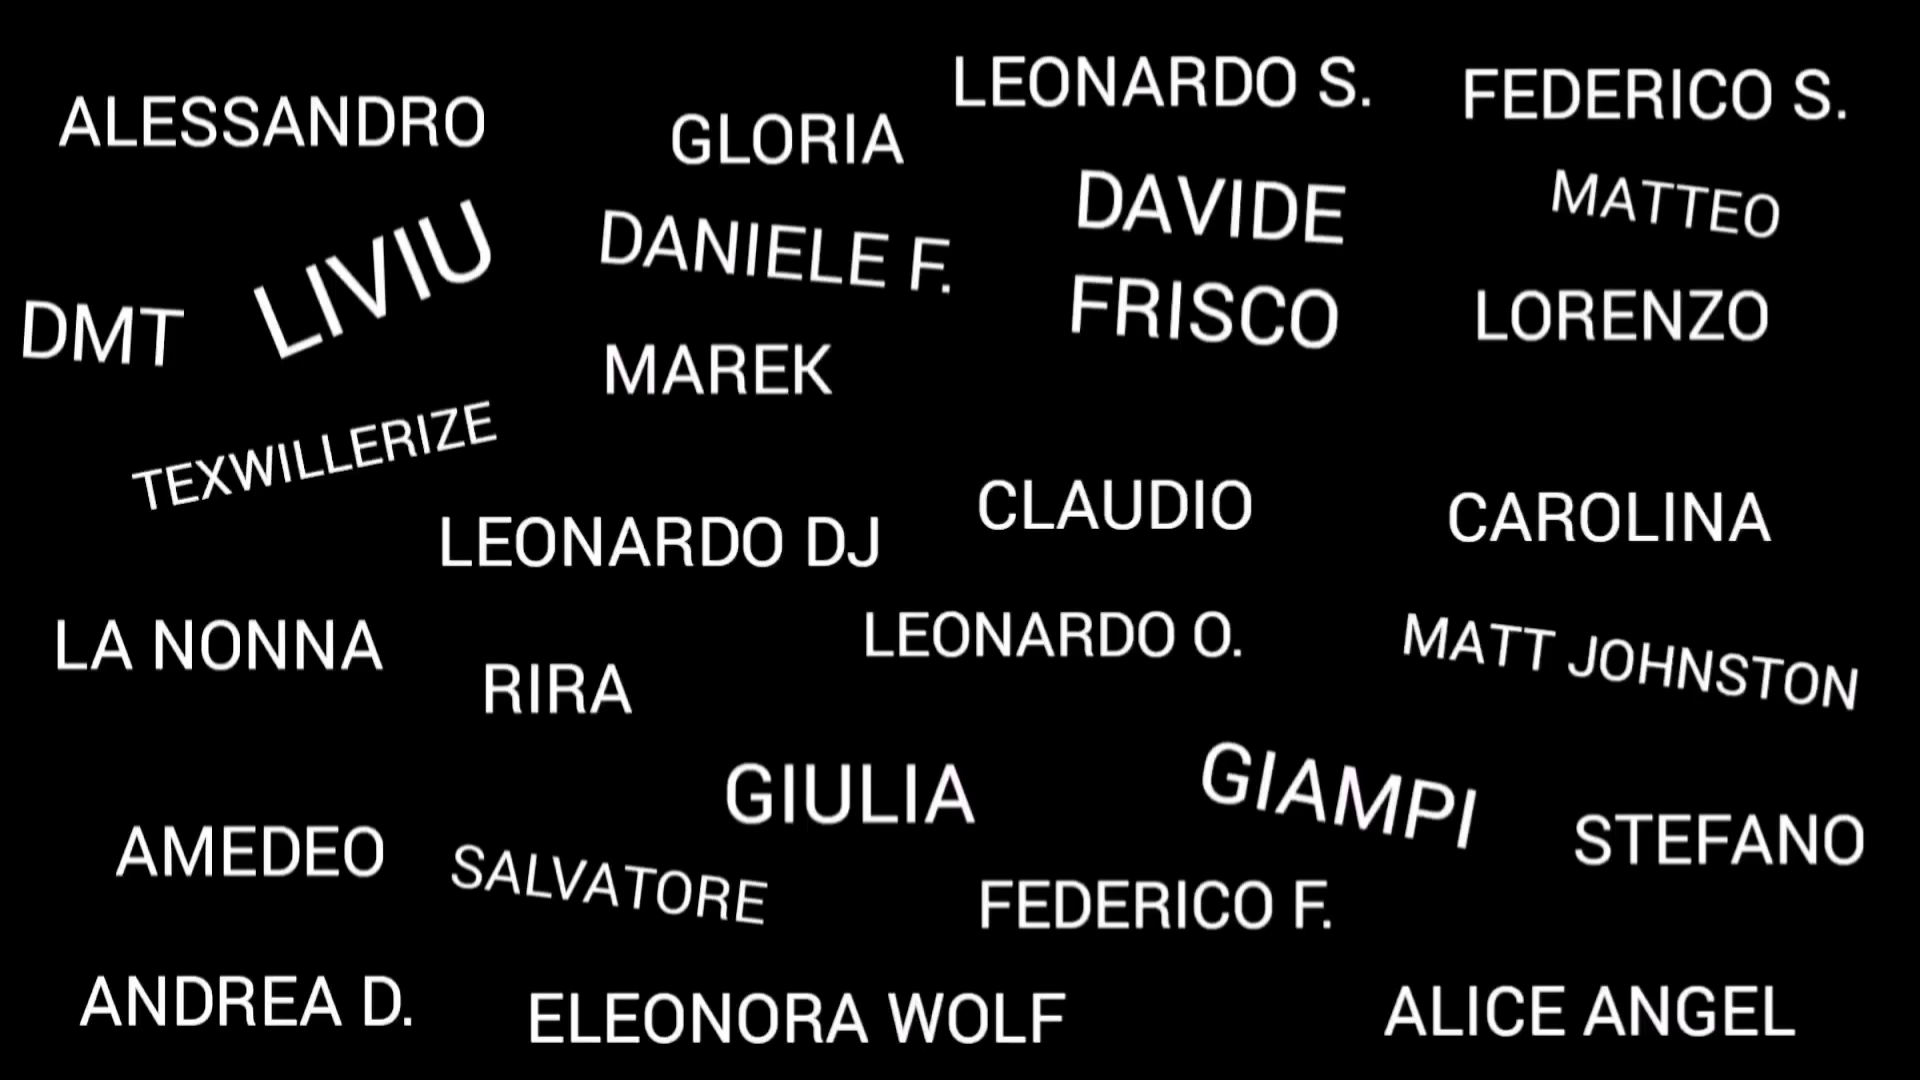 ALESSANDRO
GLORIA
LEONARDO S.
FEDERICO S.
LIVIU
DANIELE F.
DAVIDE
FRISCO
MATTEO
DMT
MAREK
LORENZO
TEXWILLERIZE
LEONARDO DJ
CLAUDIO
CAROLINA
LA NONNA
RIRA
LEONARDO O.
MATT JOHNSTON
GIULIA
GIAMPI
STEFANO
AMEDEO
SALVATORE
FEDERICO F.
ANDREA D.
ELEONORA WOLF
ALICE ANGEL